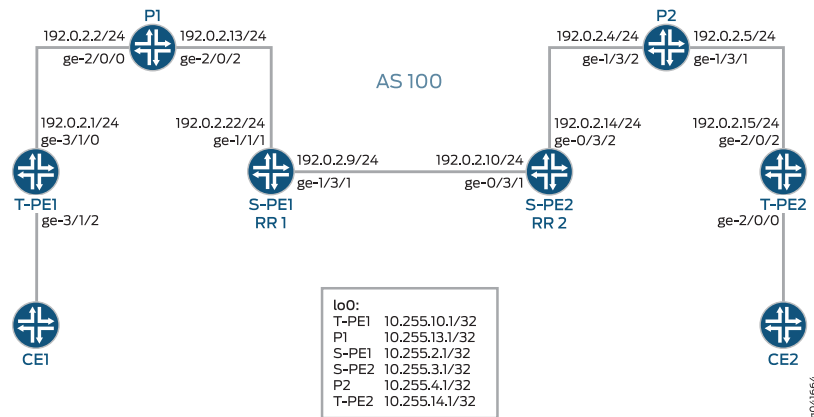 P1
192.0.2.2/24
ge-2/0/0
192.0.2.13/24
ge-2/0/2
P2
192.0.2.4/24
ge-1/3/2
192.0.2.5/24
ge-1/3/1
AS 100
192.0.2.1/24
ge-3/1/0
192.0.2.22/24
ge-1/1/1
192.0.2.14/24
ge-0/3/2
192.0.2.15/24
ge-2/0/2
192.0.2.9/24
ge-1/3/1
192.0.2.10/24
ge-0/3/1
T-PE1
ge-3/1/2
S-PE1
RR 1
S-PE2
RR 2
T-PE2
ge-2/0/0
CE1
CE2
lo0:
T-PE1 10.255.10.1/32
P1 10.255.13.1/32
S-PE1 10.255.2.1/32
S-PE2 10.255.3.1/32
P2 10.255.4.1/32
T-PE2 10.255.14.1/32
g041664